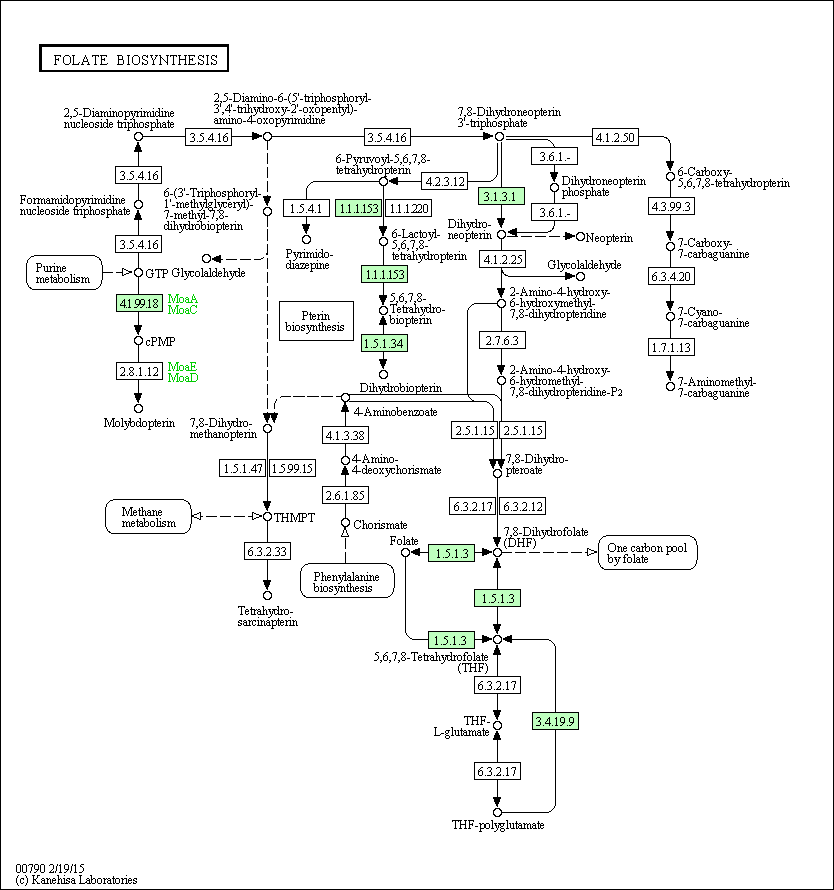 FOLATE BIOSYNTHESIS
2,5-Diaminopyrimidine
nucleoside triphosphate
3.5.4.16
2,5-Diamino-6-(5'-triphosphoryl-
3',4'-trihydroxy-2'-oxopentyl)-
amino-4-oxopyrimidine
3.5.4.16
7,8-Dihydroneopterin
3'-triphosphate
4.1.2.50
3.5.4.16
Formamidopyrimidine
nucleoside triphosphate
3.5.4.16
6-(3'-Triphosphoryl-
1'-methylglyceryl)-
7-methyl-7,8-
dihydrobiopterin
6-Pyruvoyl-5,6,7,8-
tetrahydropterin
4.2.3.12
3.1.3.1
3.6.1.-
Dihydroneopterin
phosphate
3.6.1.-
6-Carboxy-
5,6,7,8-tetrahydropterin
4.3.99.3
1.5.4.1
1.1.1.153
1.1.1.220
Pyrimido-
diazepine
6-Lactoyl-
5,6,7,8-
tetrahydropterin
Dihydro-
neopterin
Neopterin
7-Carboxy-
7-carbaguanine
Purine
metabolism
GTP
Glycolaldehyde
1.1.1.153
4.1.2.25
Glycolaldehyde
6.3.4.20
4.1.99.18
MoaA
MoaC
Pterin
biosynthesis
5,6,7,8-
Tetrahydro-
biopterin
2-Amino-4-hydroxy-
6-hydroxymethyl-
7,8-dihydropteridine
7-Cyano-
7-carbaguanine
cPMP
1.5.1.34
2.7.6.3
1.7.1.13
2.8.1.12
MoaE
MoaD
Dihydrobiopterin
2-Amino-4-hydroxy-
6-hydromethyl-
7,8-dihydropteridine-P2
7-Aminomethyl-
7-carbaguanine
Molybdopterin
7,8-Dihydro-
methanopterin
4-Aminobenzoate
4.1.3.38
2.5.1.15
2.5.1.15
1.5.1.47
1.5.99.15
4-Amino-
4-deoxychorismate
7,8-Dihydro-
pteroate
2.6.1.85
6.3.2.17
6.3.2.12
Methane
metabolism
THMPT
Chorismate
7,8-Dihydrofolate
(DHF)
6.3.2.33
Folate
1.5.1.3
One carbon pool
by folate
Phenylalanine
biosynthesis
1.5.1.3
Tetrahydro-
sarcinapterin
1.5.1.3
5,6,7,8-Tetrahydrofolate
(THF)
6.3.2.17
THF-
L-glutamate
3.4.19.9
6.3.2.17
THF-polyglutamate
00790 2/19/15
(c) Kanehisa Laboratories